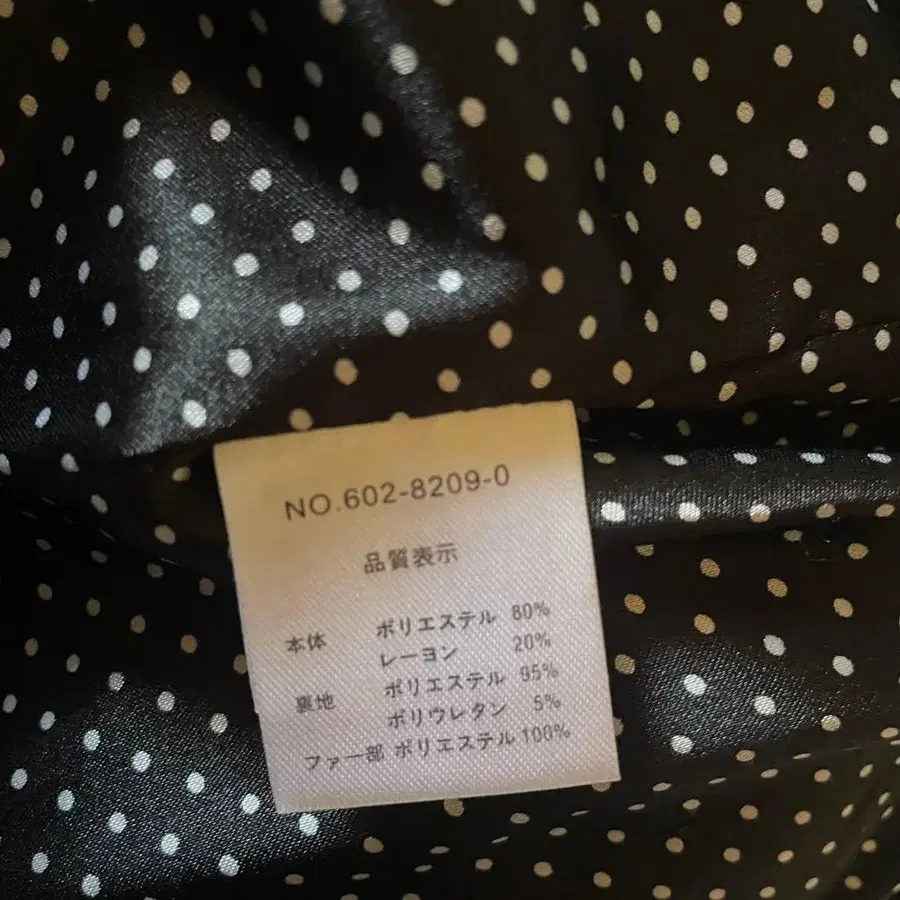 NO.602-8209-0
品質表示
本体 ポリエステル 80%
レーヨン 20%
裏地 ポリエステル 95%
ポリウレタン 5%
ファー部 ポリエステル 100%